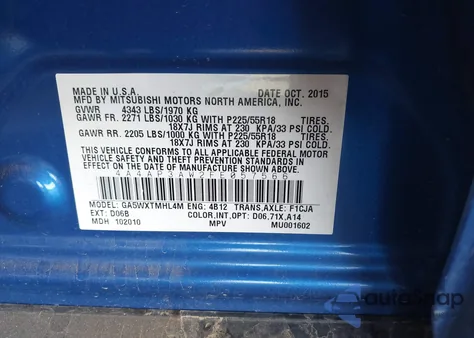 MADE IN U.S.A. DATE OCT. 2015
MFD BY MITSUBISHI MOTORS NORTH AMERICA, INC.
GVWR 4343 LBS/1970 KG
GAWR FR. 2271 LBS/1030 KG WITH P225/55R18 TIRES.
18X7J RIMS AT 230 KPA/33 PSI COLD.
GAWR RR. 2205 LBS/1000 KG WITH P225/55R18 TIRES.
18X7J RIMS AT 230 KPA/33 PSI COLD.
THIS VEHICLE CONFORMS TO ALL APPLICABLE FEDERAL MOTOR
VEHICLE SAFETY AND THEFT PREVENTION STANDARDS IN
EFFECT ON THE DATE OF MANUFACTURE SHOWN ABOVE.
4A4AP3AW2FE057566
MODEL: GA5WXTMHL4M ENG: 4B12 TRANS,AXLE: F1CJA
EXT: D06B COLOR,INT,OPT: D06,71X,A14
MDH 102010 MPV MU001602
autosnap